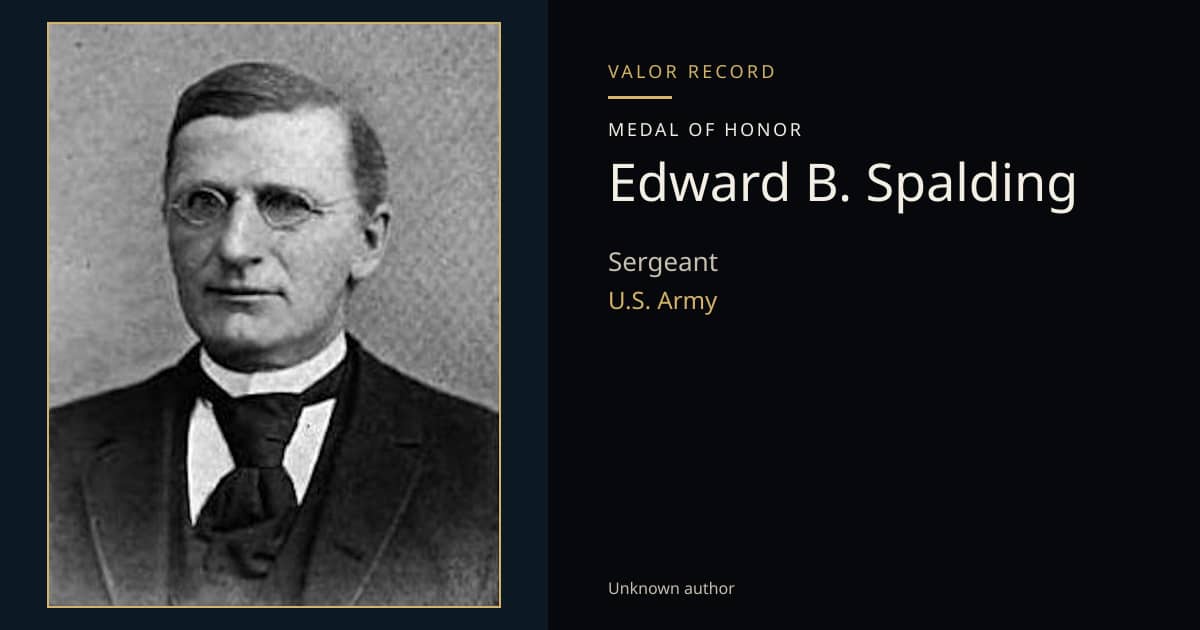 VALOR RECORD
MEDAL OF HONOR
Edward B. Spalding
Sergeant
U.S. Army
Unknown author